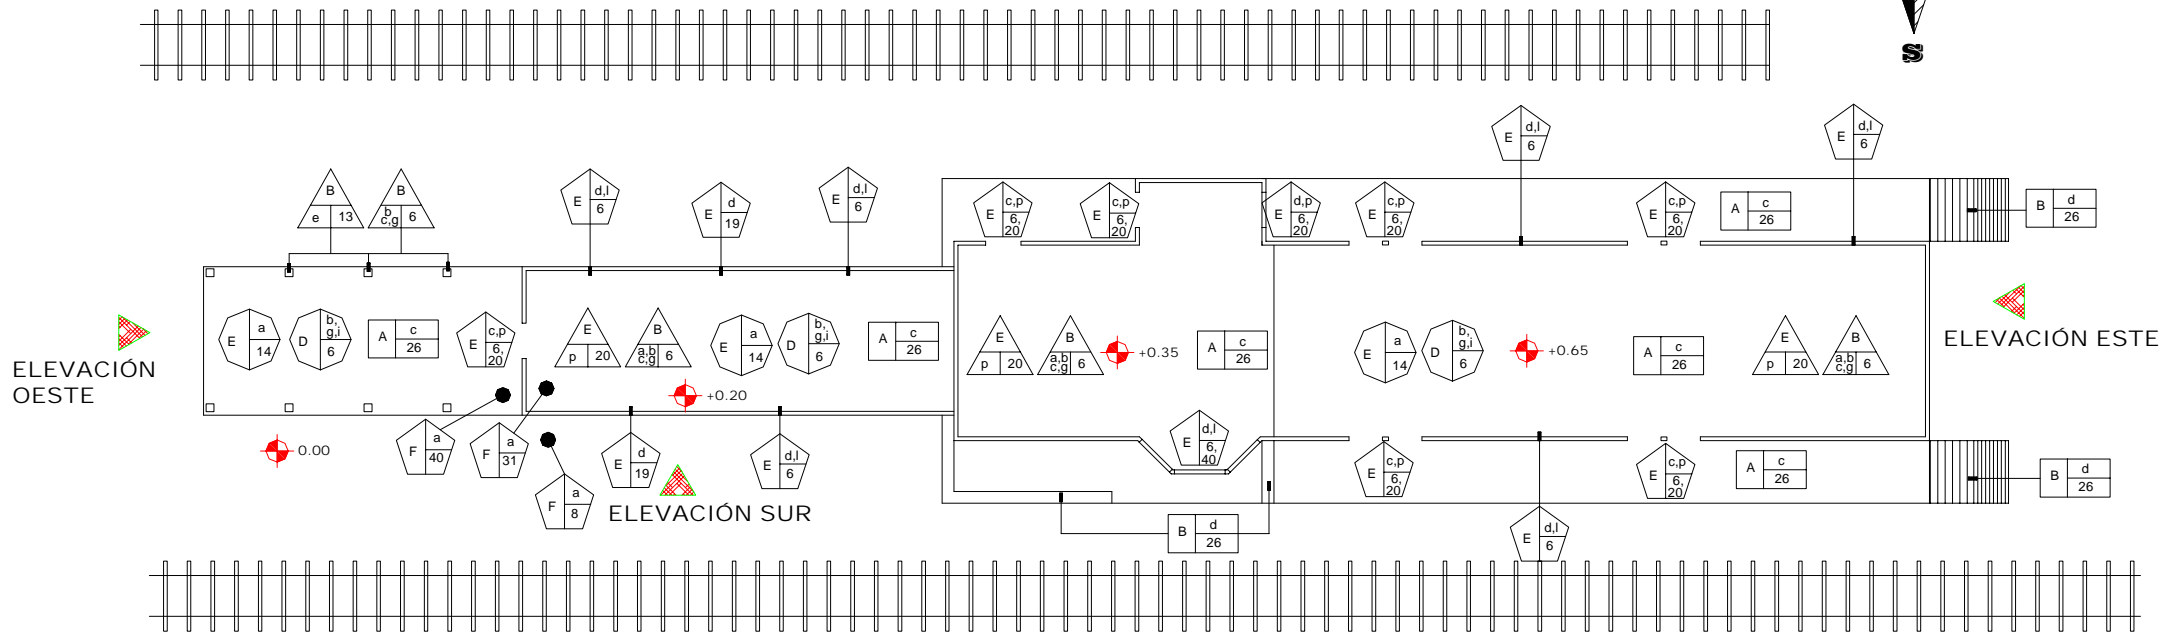 S
E d,l 6
E d,l 6
B e 13
B b c,g 6
E d,l 6
E d 19
E d,l 6
E c,p 6, 20
E c,p 6, 20
E d,p 6, 20
E c,p 6, 20
E c,p 6, 20
A c 26
B d 26
ELEVACIÓN
OESTE
E a 14
D b, g,i 6
A c 26
E c,p 6, 20
E p 20
B a,b c,g 6
E a 14
D b, g,i 6
A c 26
+0.20
E p 20
B a,b c,g 6
+0.35
A c 26
E a 14
D b, g,i 6
+0.65
A c 26
E p 20
B a,b c,g 6
ELEVACIÓN ESTE
0.00
F a 40
F a 31
F a 8
E d 19
E d,l 6
ELEVACIÓN SUR
E d,l 6, 40
E c,p 6, 20
E c,p 6, 20
A c 26
B d 26
B d 26
E d,l 6